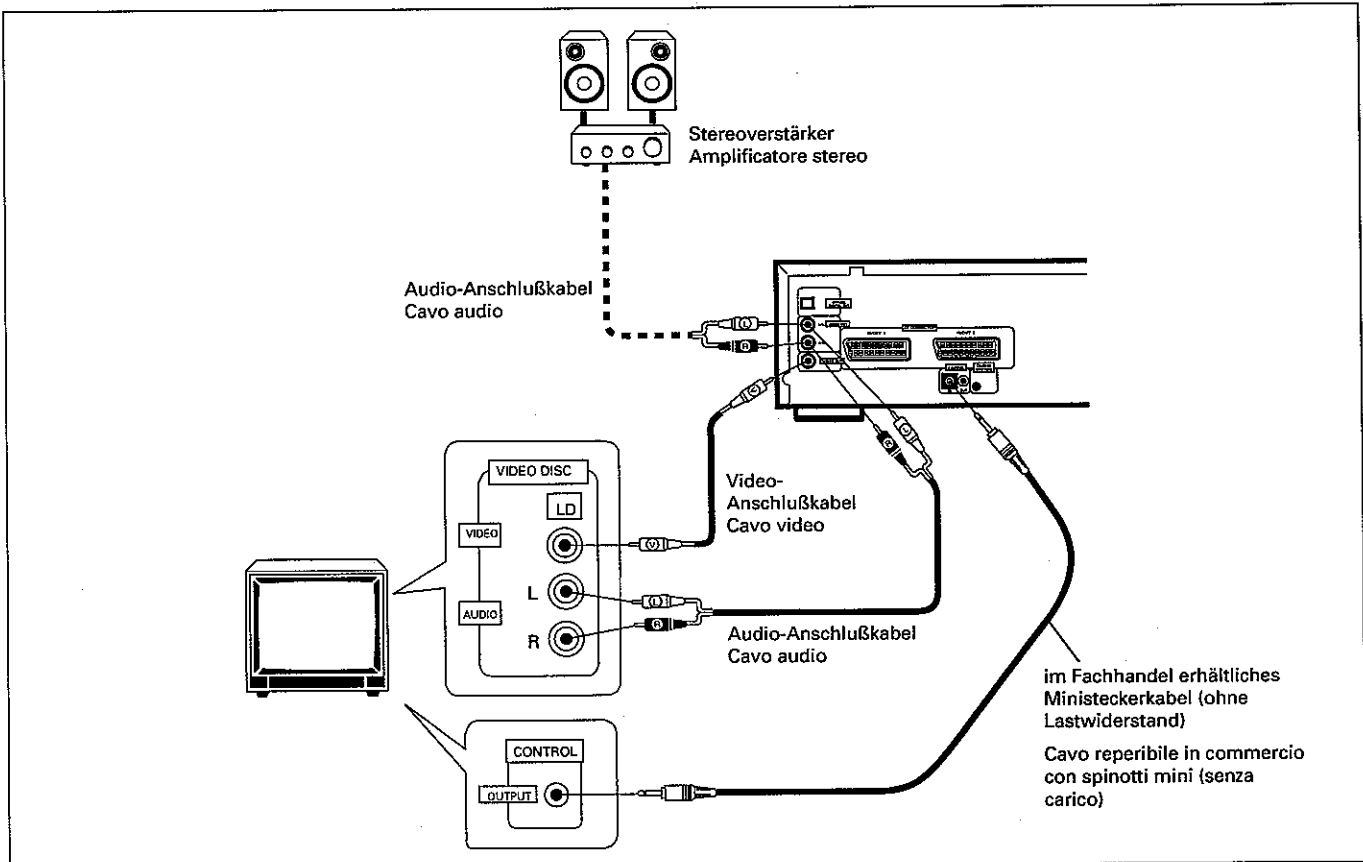 Stereoverstärker
Amplificatore stereo
Audio-Anschlußkabel
Cavo audio
L
R
V
R
L
VIDEO DISC
LD
VIDEO
V
L
L
AUDIO
R
R
Video-
Anschlußkabel
Cavo video
Audio-Anschlußkabel
Cavo audio
im Fachhandel erhältliches
Ministeckerkabel (ohne
Lastwiderstand)
Cavo reperibile in commercio
con spinotti mini (senza
carico)
CONTROL
OUTPUT